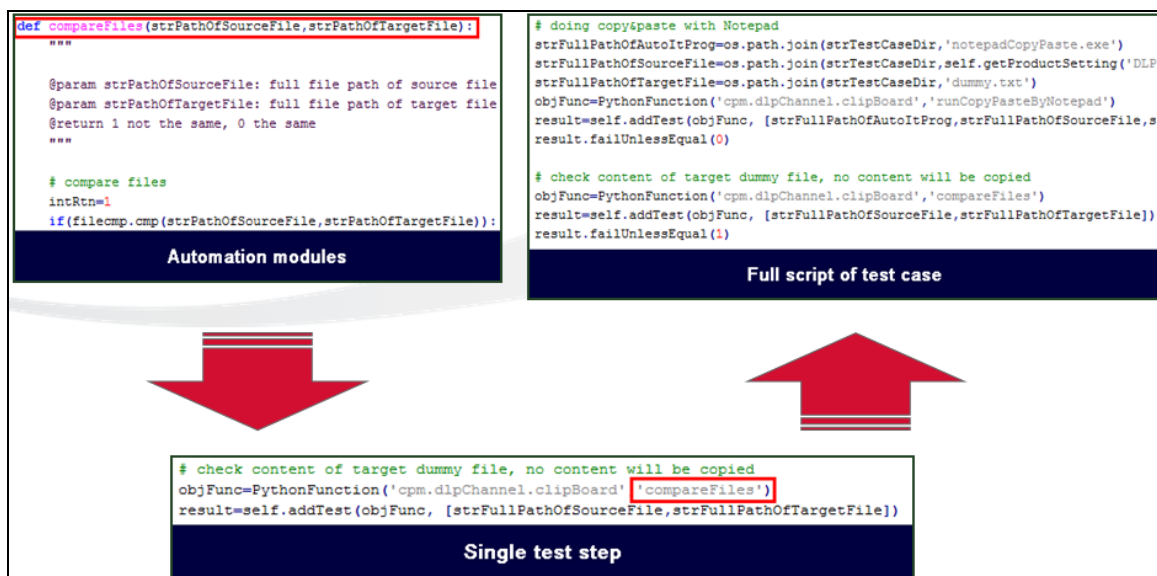 def compareFiles(strPathOfSourceFile,strPathOfTargetFile):
"""
@param strPathOfSourceFile: full file path of source file
@param strPathOfTargetFile: full file path of target file
@return 1 not the same, 0 the same
"""
# compare files
intRtn=1
if(filecmp.cmp(strPathOfSourceFile,strPathOfTargetFile)):
Automation modules
# doing copy&paste with Notepad
strFullPathOfAutoItProg=os.path.join(strTestCaseDir,'notepadCopyPaste.exe')
strFullPathOfSourceFile=os.path.join(strTestCaseDir,self.getProductSetting('DLP
strFullPathOfTargetFile=os.path.join(strTestCaseDir,'dummy.txt')
objFunc=PythonFunction('cpm.dlpChannel.clipBoard','runCopyPasteByNotepad')
result=self.addTest(objFunc, [strFullPathOfAutoItProg,strFullPathOfSourceFile,s
result.failUnlessEqual(0)
# check content of target dummy file, no content will be copied
objFunc=PythonFunction('cpm.dlpChannel.clipBoard','compareFiles')
result=self.addTest(objFunc, [strFullPathOfSourceFile,strFullPathOfTargetFile])
result.failUnlessEqual(1)
Full script of test case
# check content of target dummy file, no content will be copied
objFunc=PythonFunction('cpm.dlpChannel.clipBoard' 'compareFiles')
result=self.addTest(objFunc, [strFullPathOfSourceFile,strFullPathOfTargetFile])
Single test step